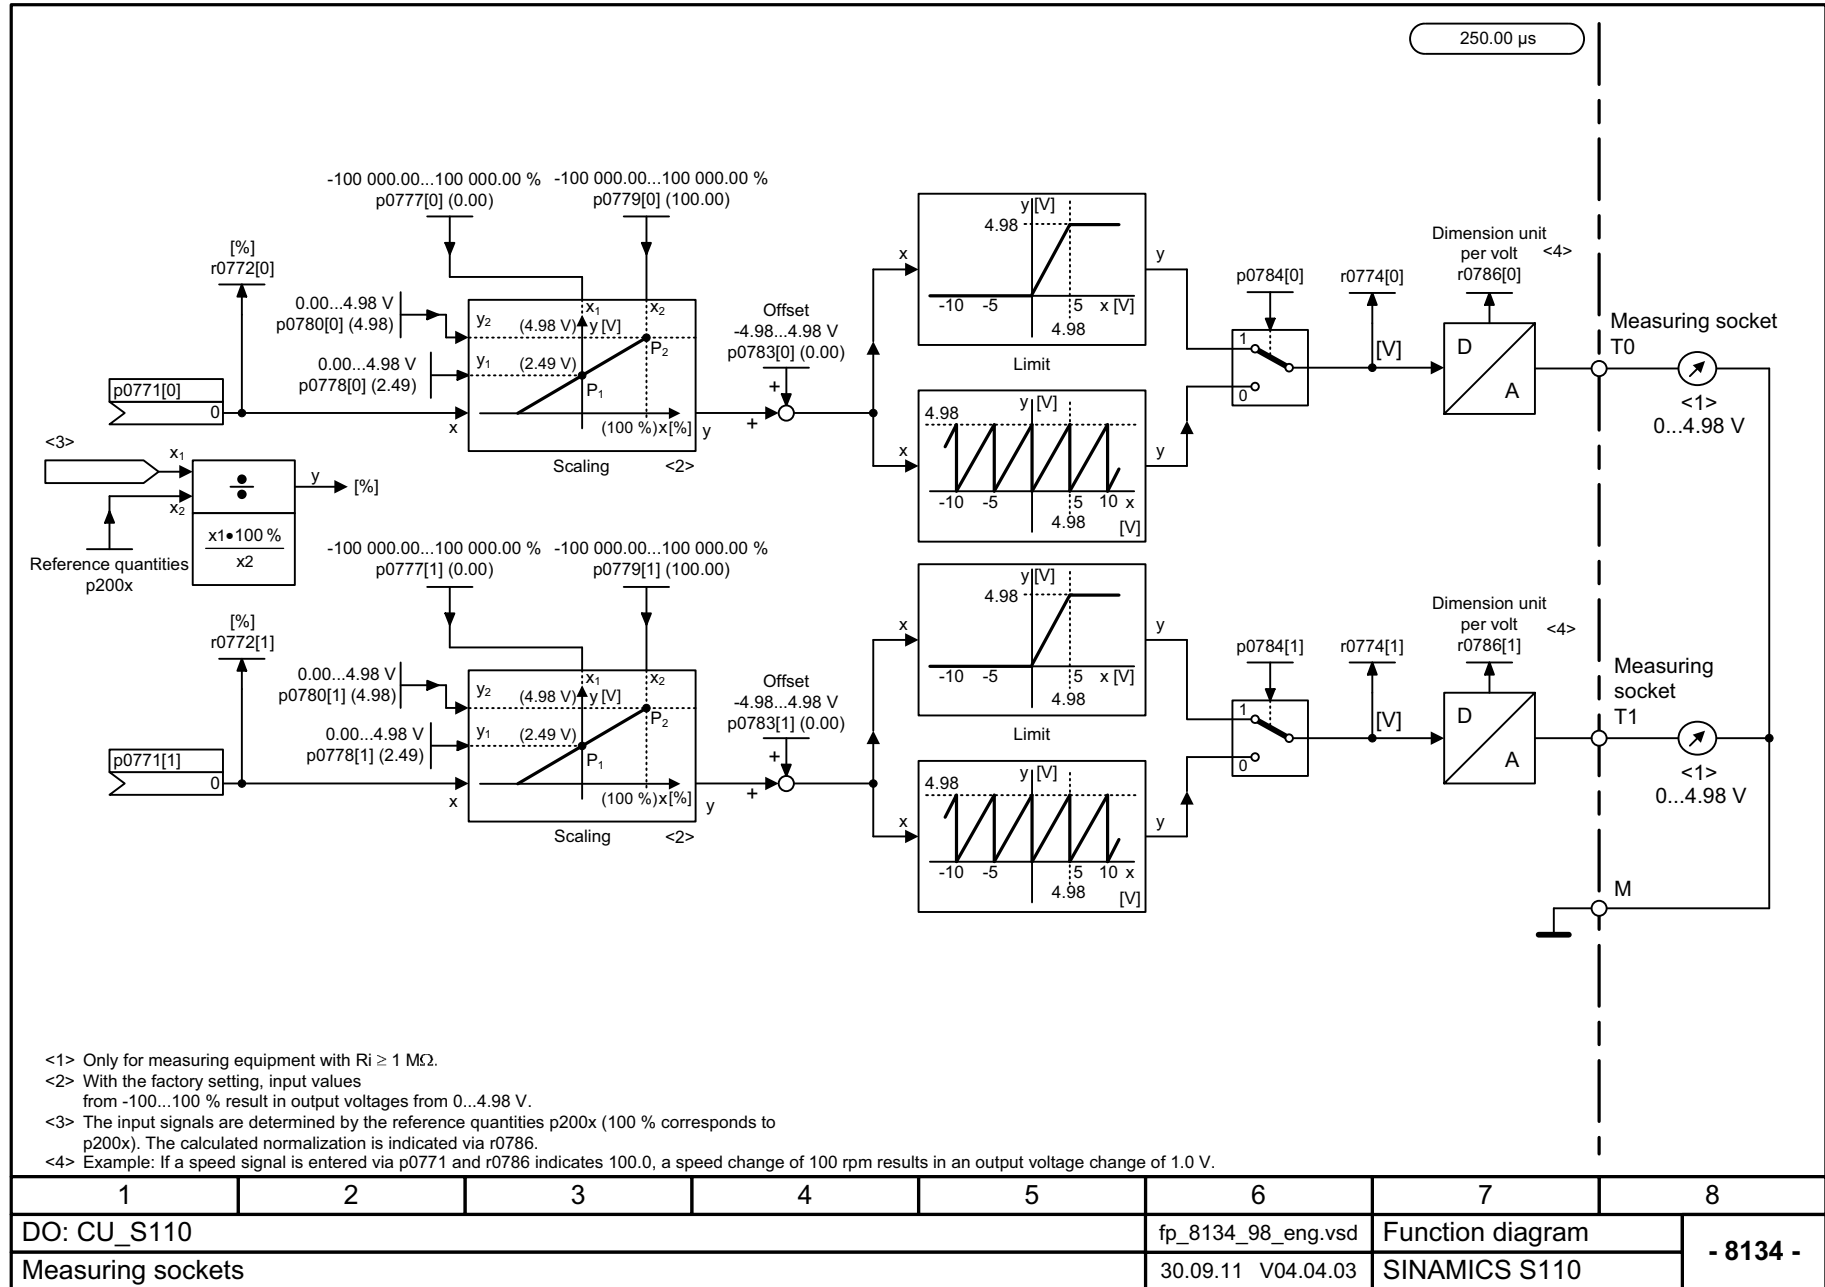 250.00 µs
-100 000.00...100 000.00 %
p0777[0] (0.00)
-100 000.00...100 000.00 %
p0779[0] (100.00)
[%]
r0772[0]
0.00...4.98 V
p0780[0] (4.98)
0.00...4.98 V
p0778[0] (2.49)
p0771[0]
0
x
y2
y1
x1
x2
(4.98 V)
y [V]
(2.49 V)
P2
P1
(100 %)
x[%]
y
Scaling
<2>
Offset
-4.98...4.98 V
p0783[0] (0.00)
+
+
x
y [V]
4.98
-10
-5
5
x [V]
4.98
y
Limit
x
y [V]
4.98
-10
-5
5
10
x
4.98
[V]
y
p0784[0]
1
0
r0774[0]
[V]
Dimension unit
per volt
r0786[0]
<4>
D
A
Measuring socket
T0
<1>
0...4.98 V
<3>
x1
x2
y
[%]
x1•100 %
x2
Reference quantities
p200x
-100 000.00...100 000.00 %
p0777[1] (0.00)
-100 000.00...100 000.00 %
p0779[1] (100.00)
[%]
r0772[1]
0.00...4.98 V
p0780[1] (4.98)
0.00...4.98 V
p0778[1] (2.49)
p0771[1]
0
x
y2
y1
x1
x2
(4.98 V)
y [V]
(2.49 V)
P2
P1
(100 %)
x[%]
y
Scaling
<2>
Offset
-4.98...4.98 V
p0783[1] (0.00)
+
+
x
y [V]
4.98
-10
-5
5
x [V]
4.98
y
Limit
x
y [V]
4.98
-10
-5
5
10
x
4.98
[V]
y
p0784[1]
1
0
r0774[1]
[V]
Dimension unit
per volt
r0786[1]
<4>
D
A
Measuring
socket
T1
<1>
0...4.98 V
M
<1> Only for measuring equipment with Ri ≥ 1 MΩ.
<2> With the factory setting, input values
from -100...100 % result in output voltages from 0...4.98 V.
<3> The input signals are determined by the reference quantities p200x (100 % corresponds to
p200x). The calculated normalization is indicated via r0786.
<4> Example: If a speed signal is entered via p0771 and r0786 indicates 100.0, a speed change of 100 rpm results in an output voltage change of 1.0 V.
1 2 3 4 5 6 7 8
DO: CU_S110
fp_8134_98_eng.vsd
Function diagram
- 8134 -
Measuring sockets
30.09.11 V04.04.03
SINAMICS S110